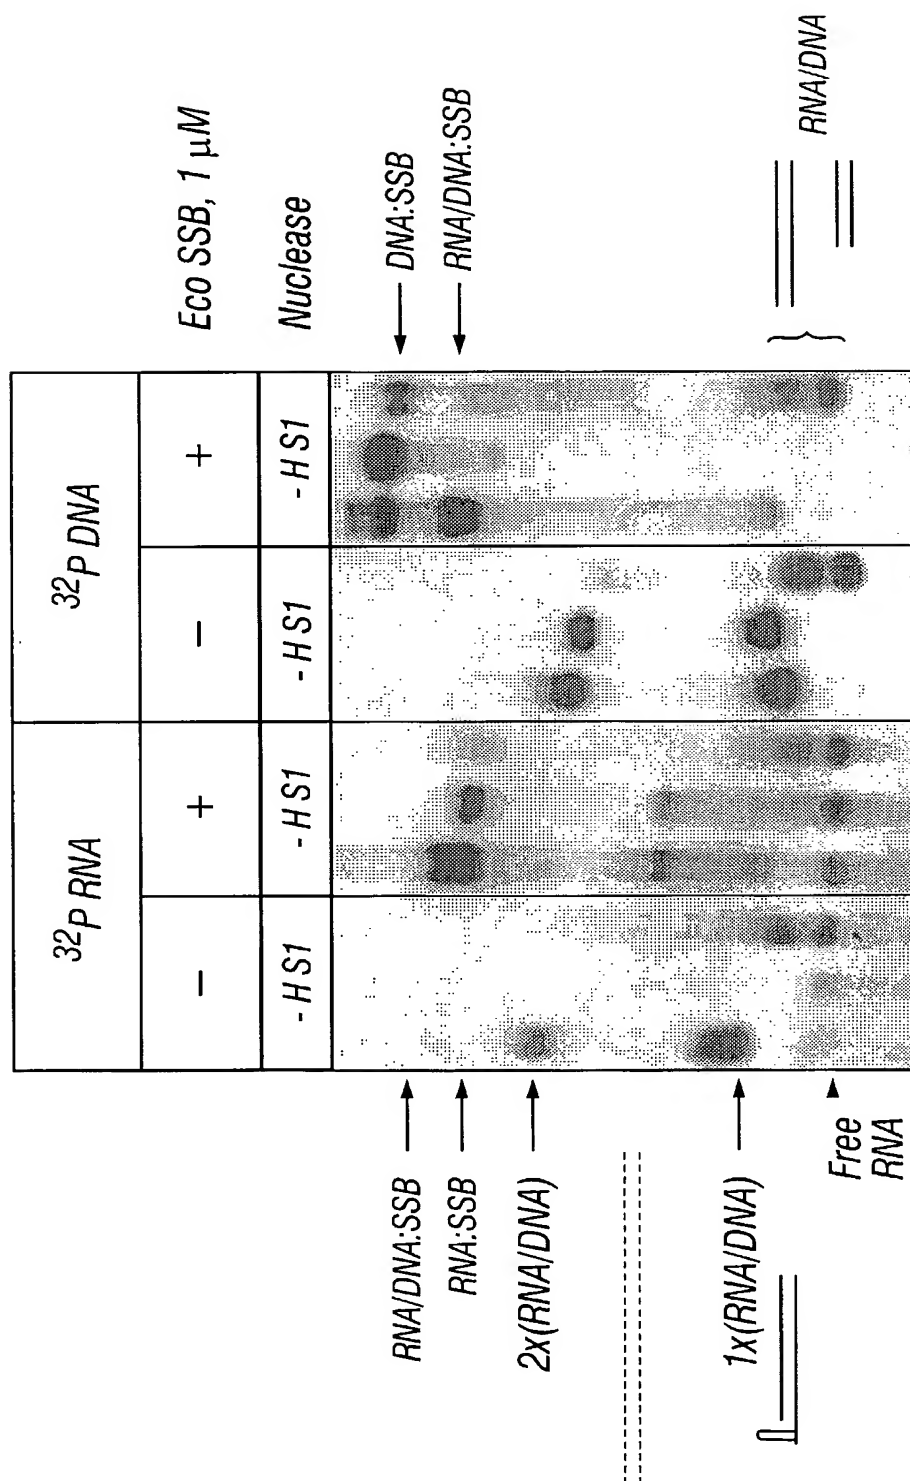 ³²P RNA ³²P DNA
− + − + Eco SSB, 1 μM
- H S1 - H S1 - H S1 - H S1 Nuclease
RNA/DNA:SSB
RNA:SSB
2x(RNA/DNA)
1x(RNA/DNA)
Free
RNA
DNA:SSB
RNA/DNA:SSB
RNA/DNA